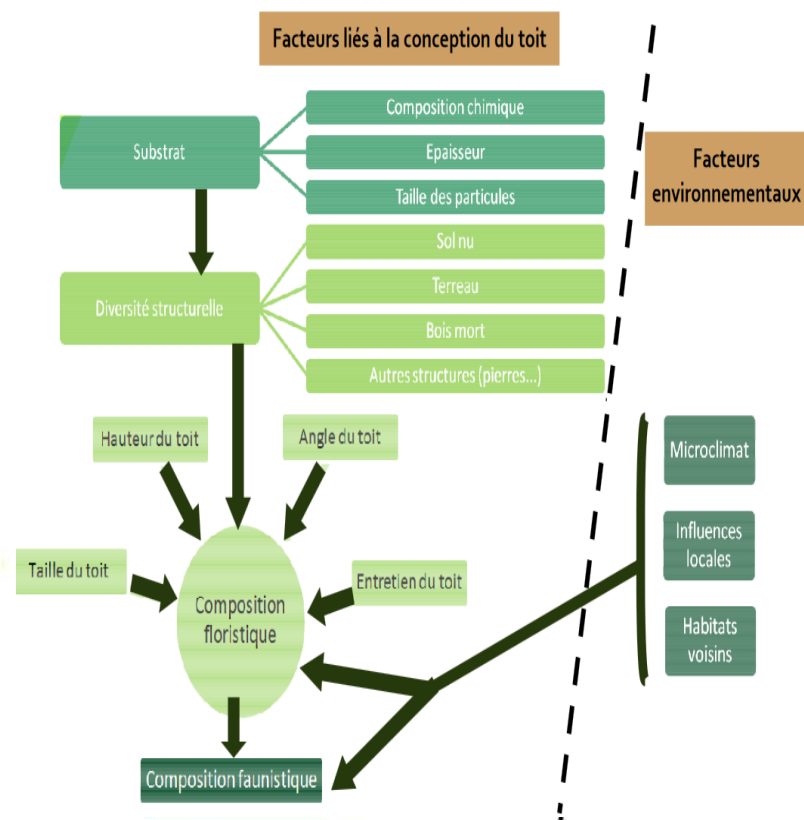 Facteurs liés à la conception du toit
Composition chimique
Substrat
Epaisseur
Taille des particules
Facteurs
environnementaux
Sol nu
Terreau
Diversité structurelle
Bois mort
Autres structures (pierres...)
Hauteur du toit
Angle du toit
Microclimat
Influences
locales
Taille du toit
Entretien du toit
Composition
floristique
Habitats
voisins
Composition faunistique